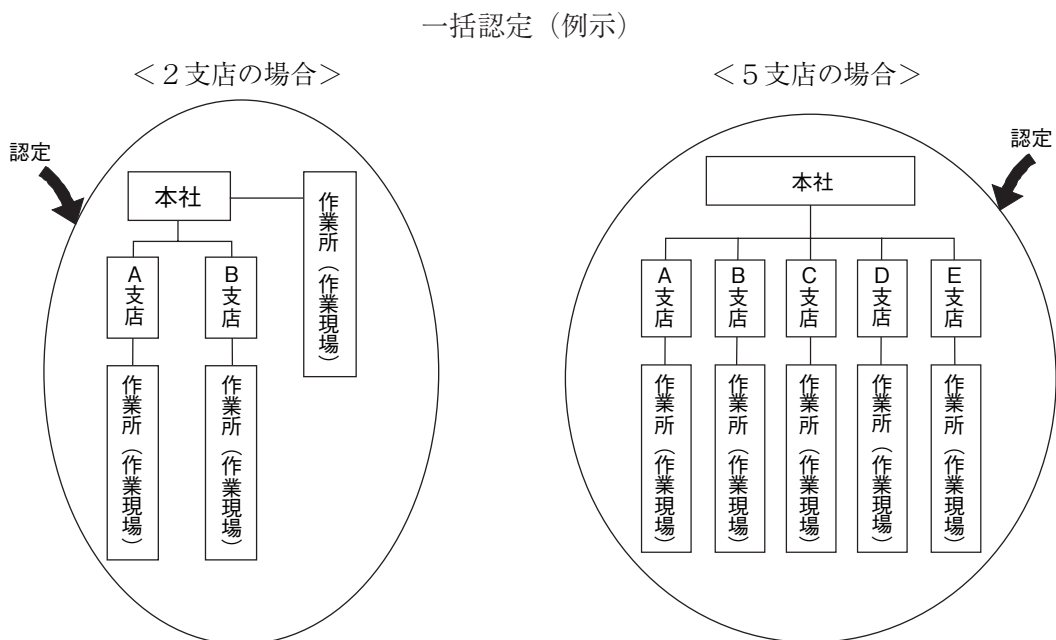 一括認定（例示）
＜２支店の場合＞
認定
本社
作業所（作業現場）
A支店
B支店
作業所（作業現場）
作業所（作業現場）
＜５支店の場合＞
認定
本社
A支店
B支店
C支店
D支店
E支店
作業所（作業現場）
作業所（作業現場）
作業所（作業現場）
作業所（作業現場）
作業所（作業現場）